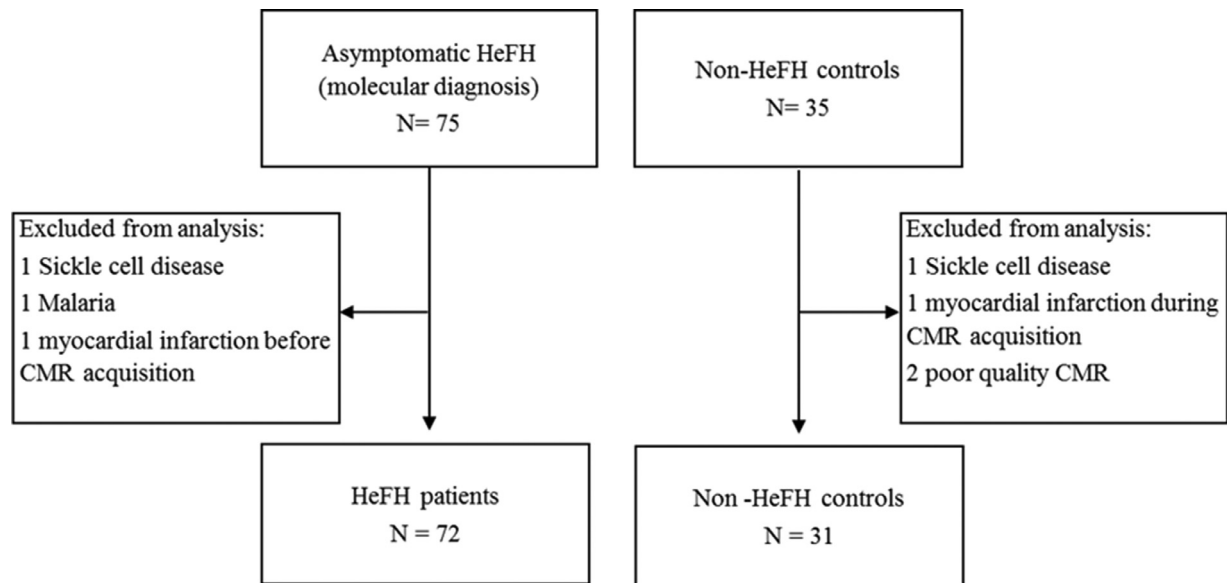 Asymptomatic HeFH
(molecular diagnosis)
N= 75
Non-HeFH controls
N= 35
Excluded from analysis:
1 Sickle cell disease
1 Malaria
1 myocardial infarction before
CMR acquisition
Excluded from analysis:
1 Sickle cell disease
1 myocardial infarction during
CMR acquisition
2 poor quality CMR
HeFH patients
N = 72
Non -HeFH controls
N = 31